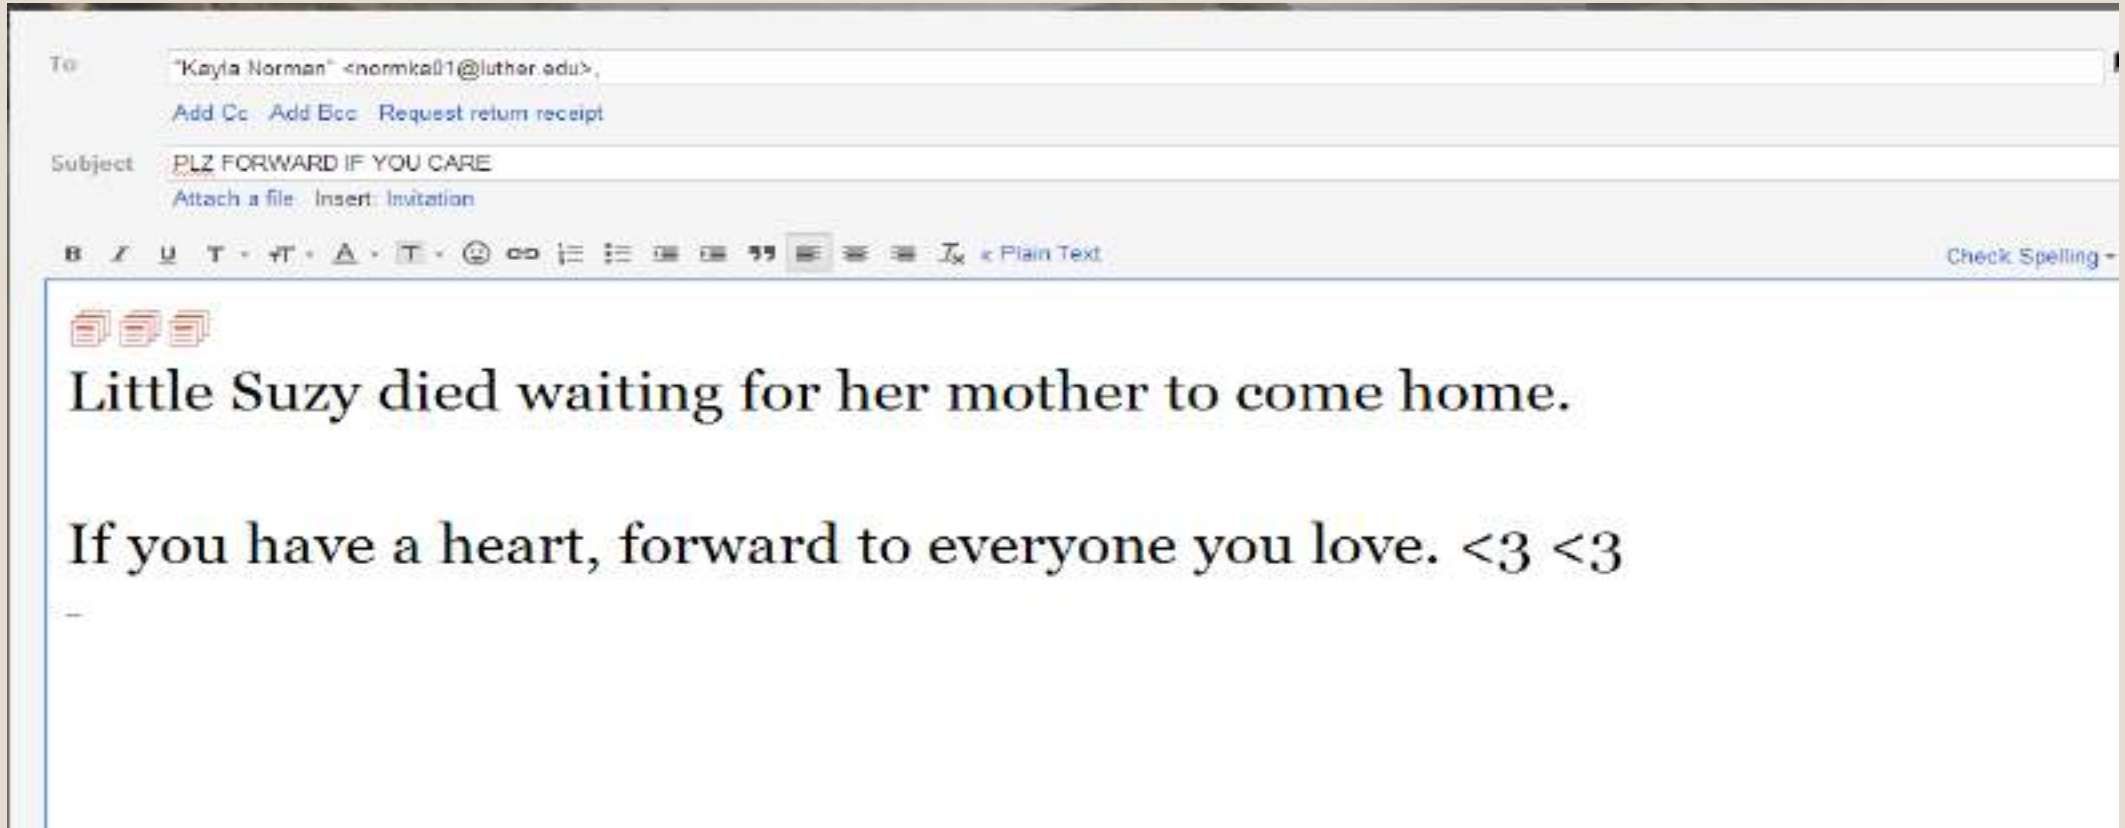 To "Kayla Norman" <normka01@luther.edu>,
Add Cc Add Bcc Request return receipt
Subject PLZ FORWARD IF YOU CARE
Attach a file Insert: Invitation
B I U T T A T « Plain Text Check Spelling
Little Suzy died waiting for her mother to come home.
If you have a heart, forward to everyone you love. <3 <3
--